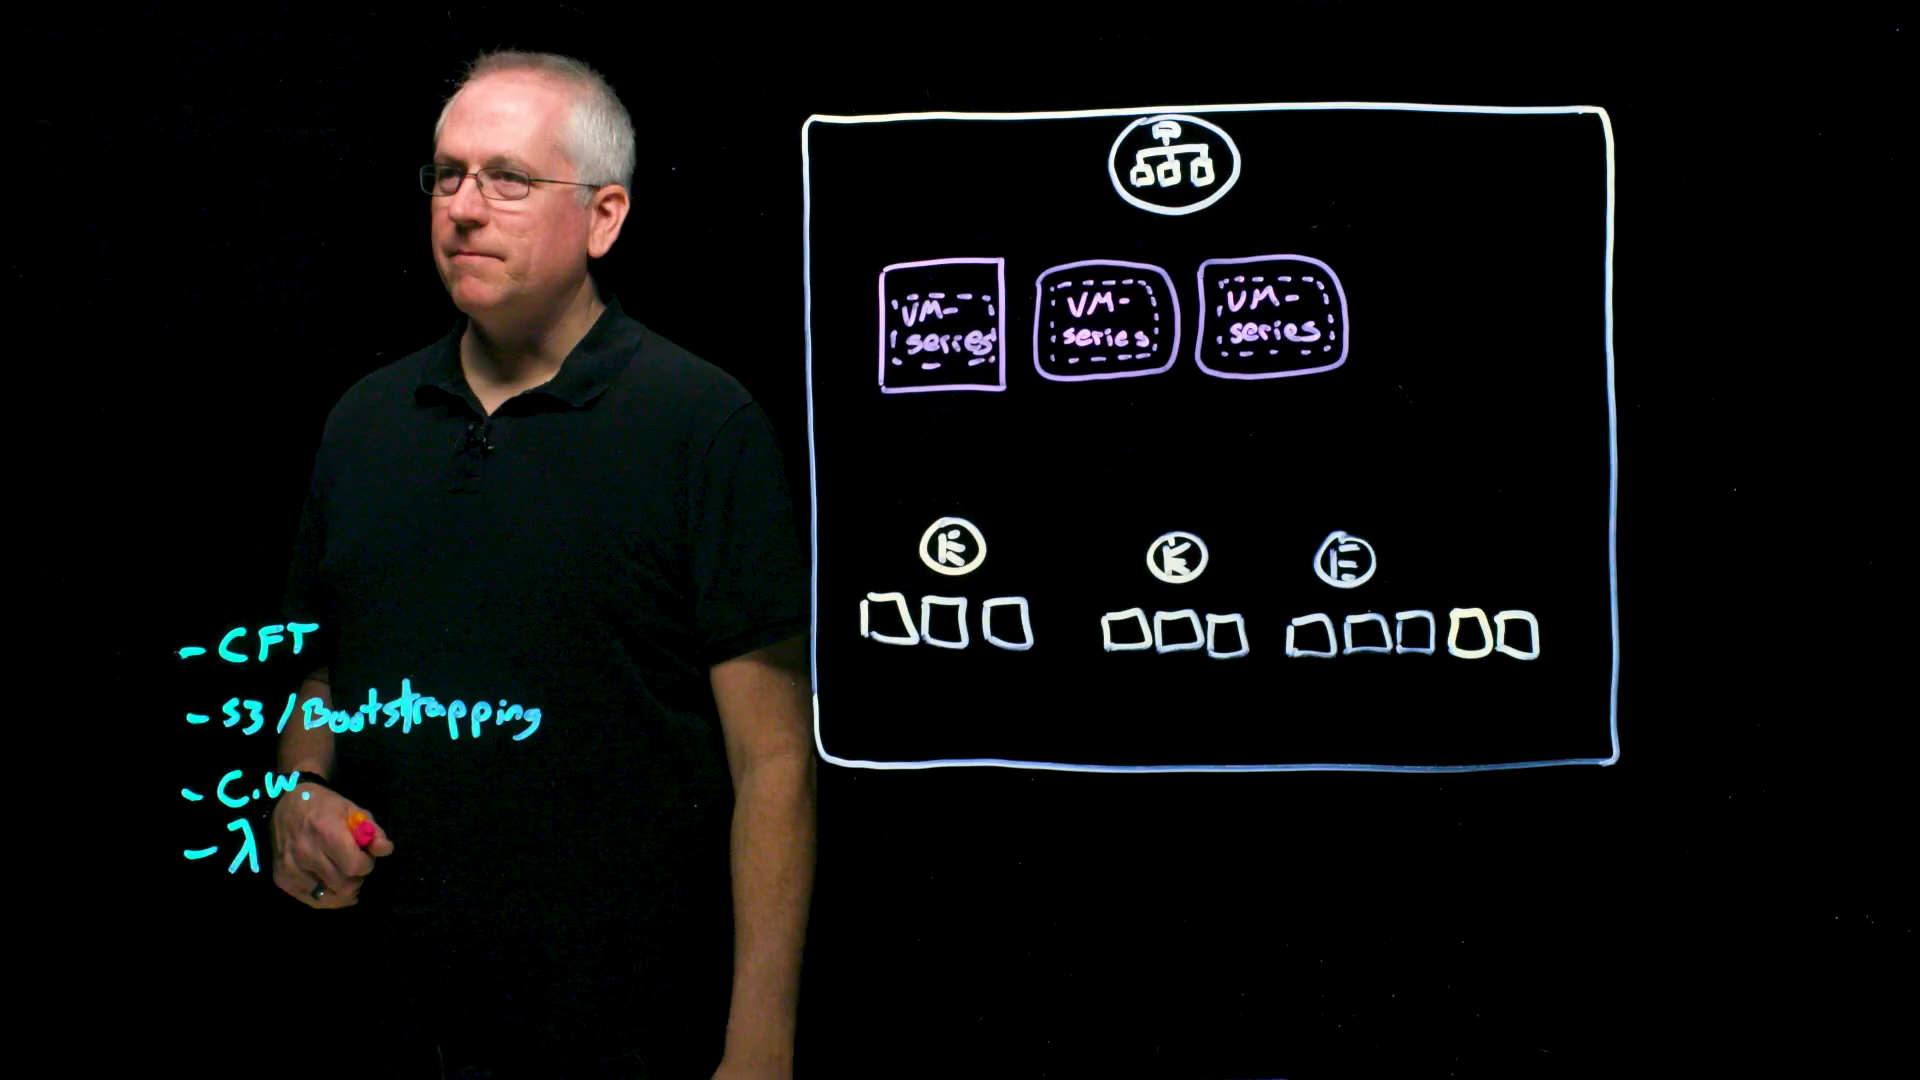 - CFT
- S3 / Bootstrapping
- C.W.
- λ
VM-
series
VM-
series
VM-
series
K